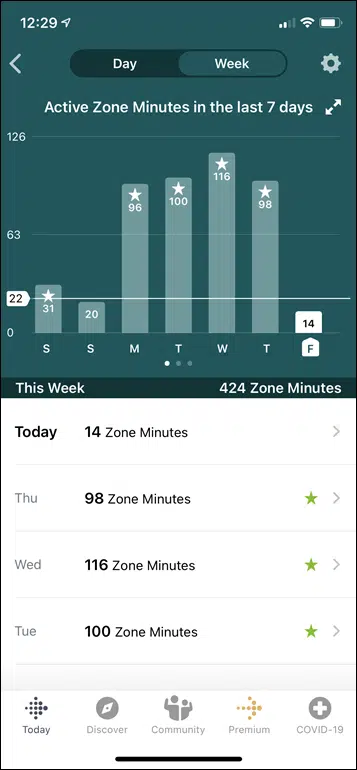 12:29
Day Week
Active Zone Minutes in the last 7 days
126
63
22
0
31 20 96 100 116 98 14
S S M T W T F
This Week 424 Zone Minutes
Today 14 Zone Minutes
Thu 98 Zone Minutes
Wed 116 Zone Minutes
Tue 100 Zone Minutes
Today Discover Community Premium COVID-19